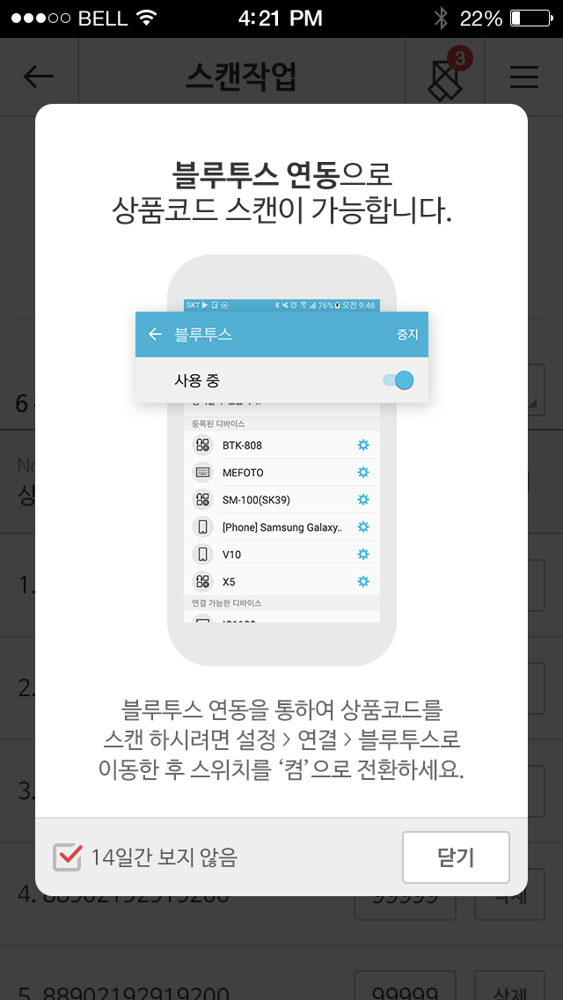 BELL 4:21 PM 22%
스캔작업 3
블루투스 연동으로
상품코드 스캔이 가능합니다.
SKT 76% 오전 9:46
블루투스 중지
사용 중
등록된 디바이스
BTK-808
MEFOTO
SM-100(SK39)
[Phone] Samsung Galaxy..
V10
X5
연결 가능한 디바이스
블루투스 연동을 통하여 상품코드를
스캔 하시려면 설정 > 연결 > 블루투스로
이동한 후 스위치를 ‘켬’으로 전환하세요.
14일간 보지 않음 닫기
6
No
상
1.
2.
3.
4. 88902192919200 99999 삭제
5. 88902192919200 99999 삭제